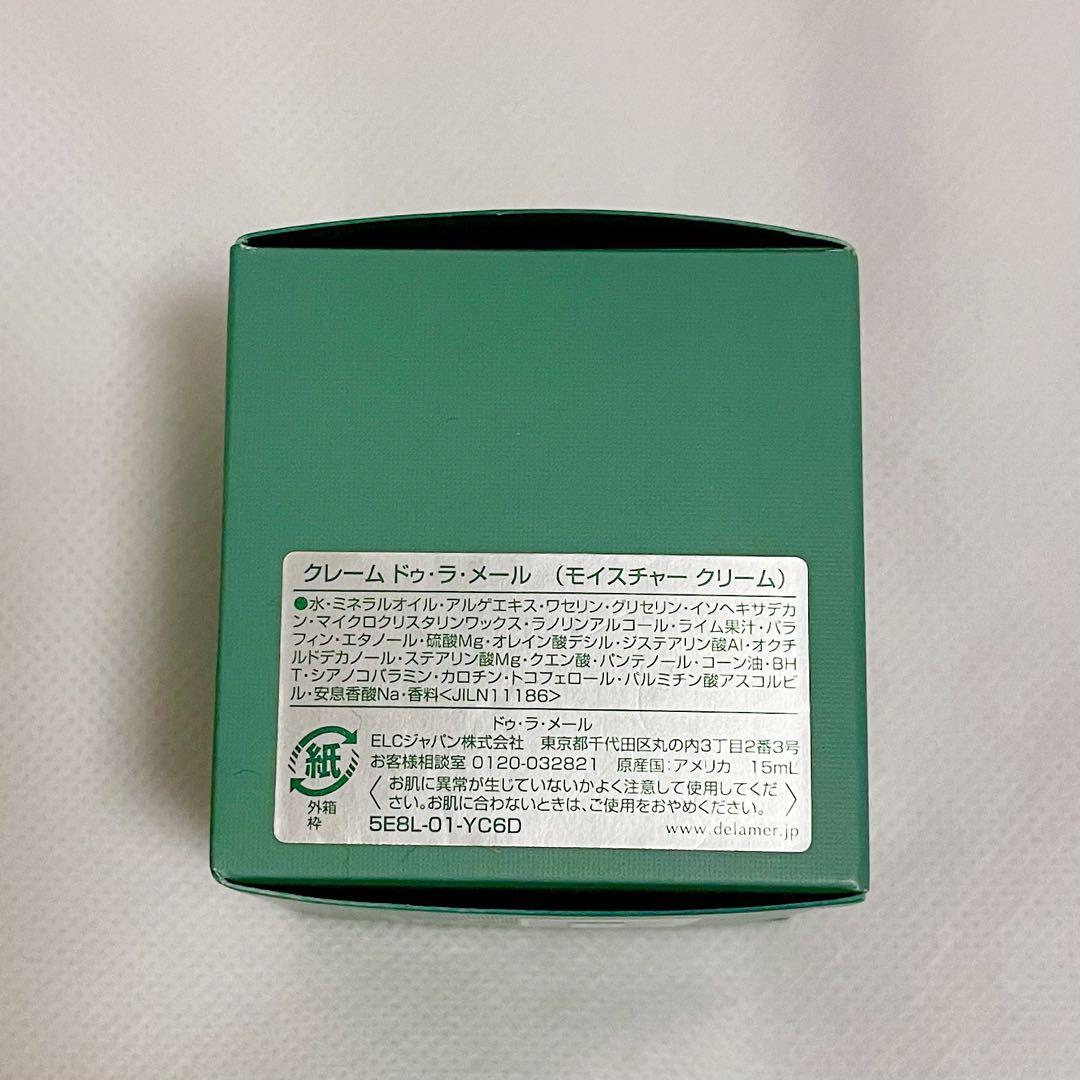 クレーム ドゥ・ラ・メール （モイスチャー クリーム）
●水・ミネラルオイル・アルゲエキス・ワセリン・グリセリン・イソヘキサデカ
ン・マイクロクリスタリンワックス・ラノリンアルコール・ライム果汁・パラ
フィン・エタノール・硫酸Mg・オレイン酸デシル・ジステアリン酸Al・オクチ
ルドデカノール・ステアリン酸Mg・クエン酸・パンテノール・コーン油・BH
T・シアノコバラミン・カロチン・トコフェロール・パルミチン酸アスコルビ
ル・安息香酸Na・香料<JILN11186>
ドゥ・ラ・メール
ELCジャパン株式会社 東京都千代田区丸の内3丁目2番3号
お客様相談室 0120-032821 原産国:アメリカ 15mL
〈お肌に異常が生じていないかよく注意して使用してくだ
さい。お肌に合わないときは、ご使用をおやめください。〉
紙
外箱
枠
5E8L-01-YC6D
www.delamer.jp